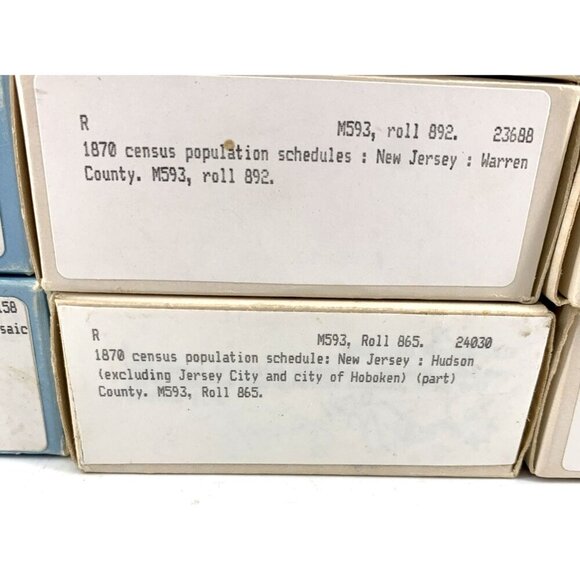 R M593, roll 892. 23688
1870 census population schedules : New Jersey : Warren
County. M593, roll 892.
158
saic
R M593, Roll 865. 24030
1870 census population schedule: New Jersey : Hudson
(excluding Jersey City and city of Hoboken) (part)
County. M593, Roll 865.